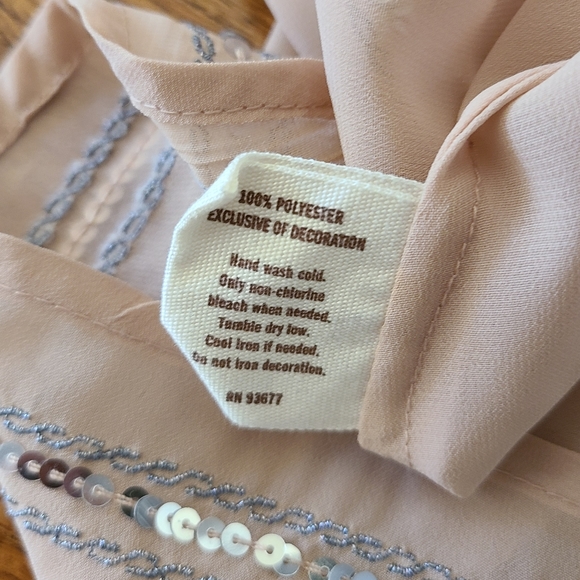 100% POLYESTER
EXCLUSIVE OF DECORATION
Hand wash cold.
Only non-chlorine
bleach when needed.
Tumble dry low.
Cool iron if needed.
Do not iron decoration.
RN 93677